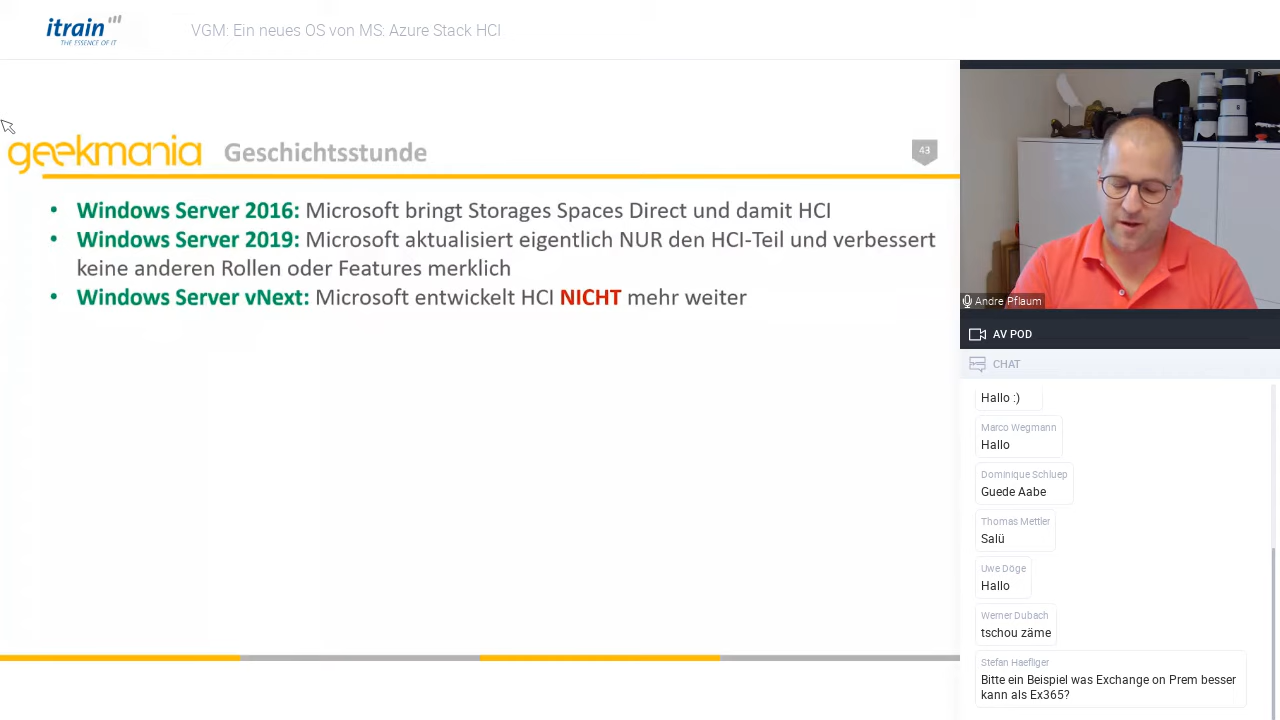 itrain
THE ESSENCE OF IT
VGM: Ein neues OS von MS: Azure Stack HCI
geekmania
Geschichtsstunde
43
• Windows Server 2016: Microsoft bringt Storages Spaces Direct und damit HCI
• Windows Server 2019: Microsoft aktualisiert eigentlich NUR den HCI-Teil und verbessert
keine anderen Rollen oder Features merklich
• Windows Server vNext: Microsoft entwickelt HCI NICHT mehr weiter
Andre Pflaum
AV POD
CHAT
Hallo :)
Marco Wegmann
Hallo
Dominique Schluep
Guede Aabe
Thomas Mettler
Salü
Uwe Döge
Hallo
Werner Dubach
tschou zäme
Stefan Haefliger
Bitte ein Beispiel was Exchange on Prem besser
kann als Ex365?